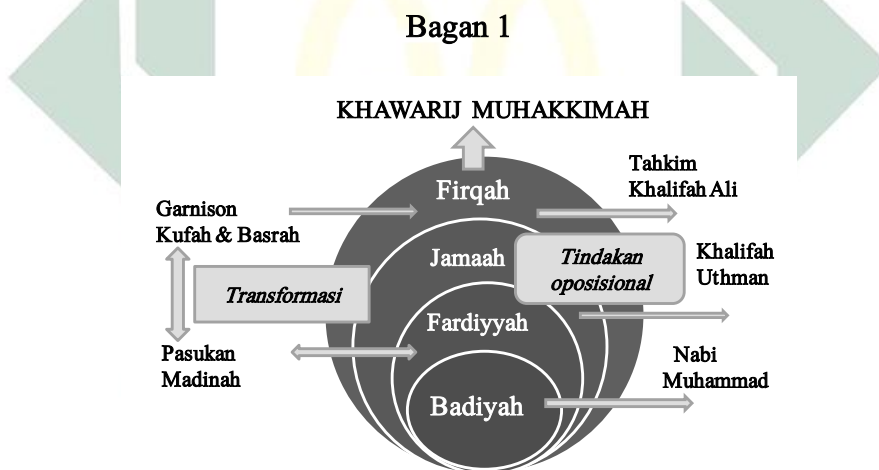 Bagan 1
KHAWARIJ MUHAKKIMAH
Tahkim
Khalifah Ali
Firqah
Garnison
Kufah & Basrah
Jamaah
Tindakan
oposisional
Khalifah
Uthman
Transformasi
Fardiyyah
Pasukan
Madinah
Nabi
Muhammad
Badiyah